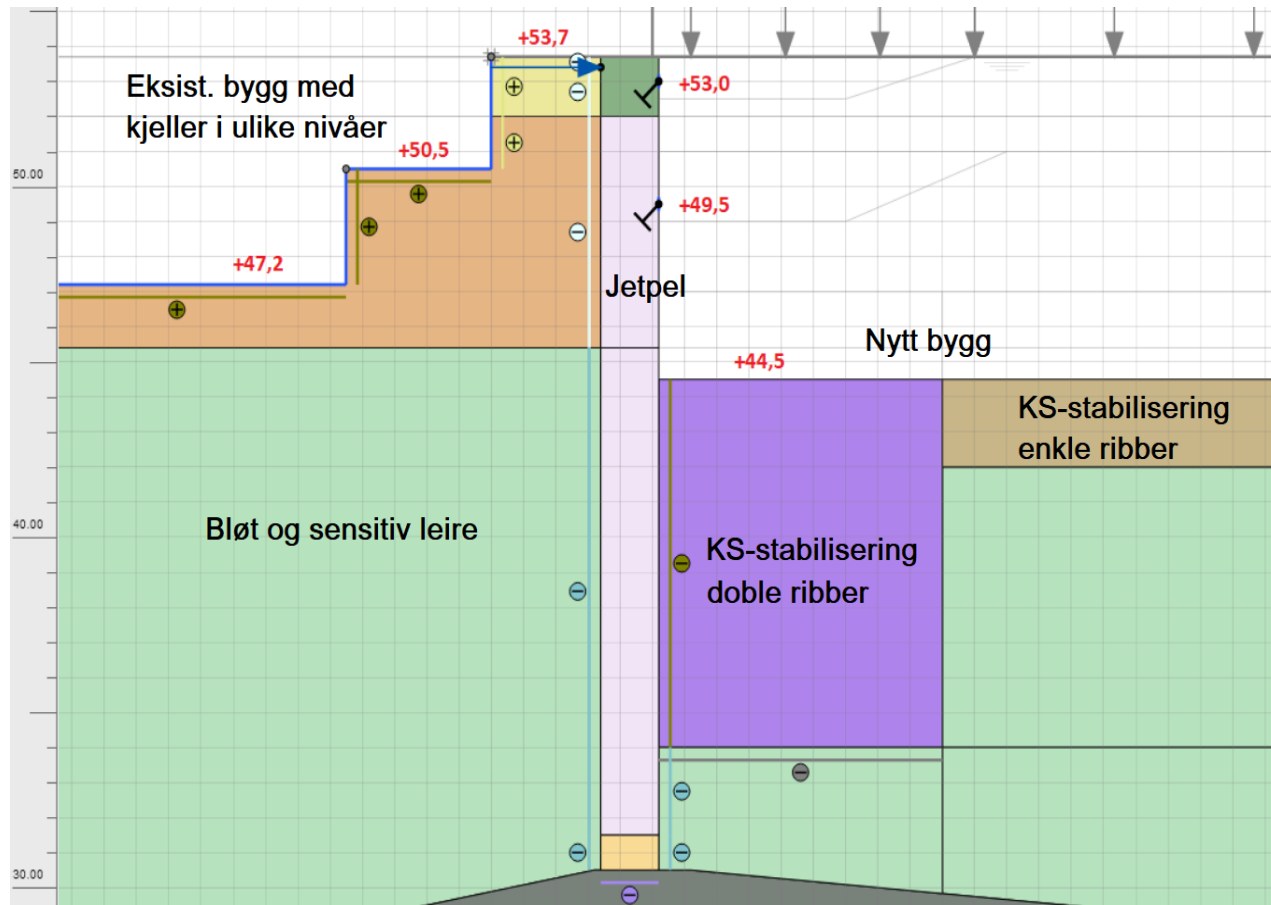 +53,7
Eksist. bygg med
kjeller i ulike nivåer
+53,0
+50,5
50.00
+49,5
+47,2
Jetpel
Nytt bygg
+44,5
KS-stabilisering
enkle ribber
40.00
Bløt og sensitiv leire
KS-stabilisering
doble ribber
30.00